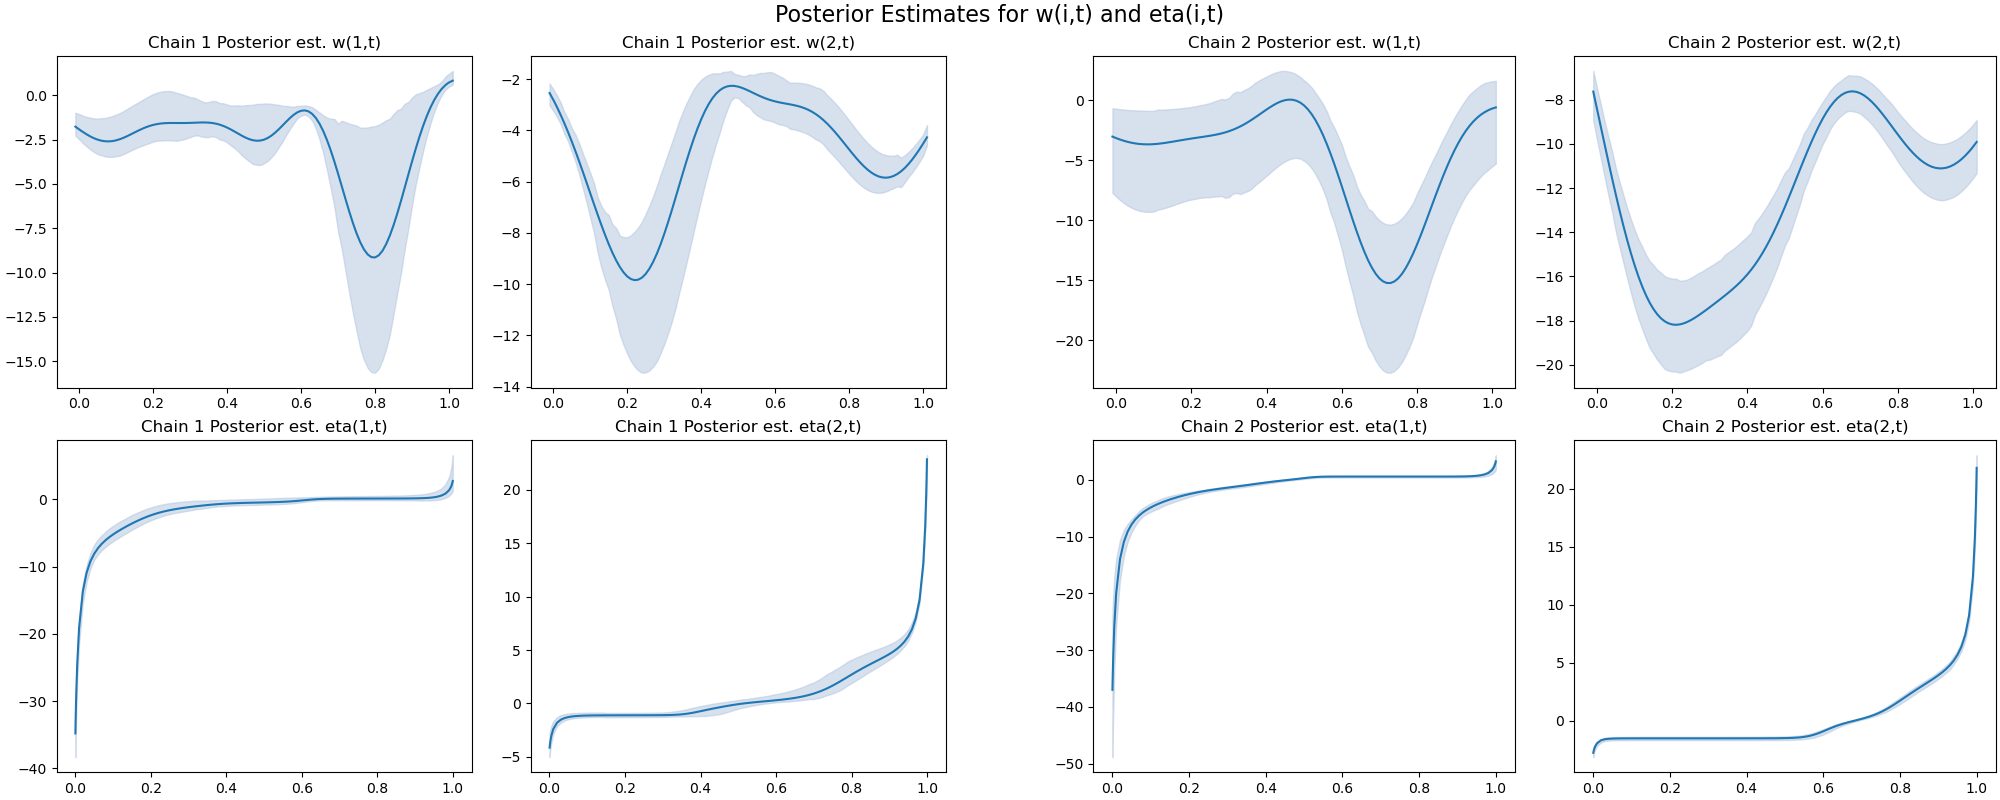 Posterior Estimates for w(i,t) and eta(i,t)
Chain 1 Posterior est. w(1,t)
0.0
−2.5
−5.0
−7.5
−10.0
−12.5
−15.0
0.0 0.2 0.4 0.6 0.8 1.0
Chain 1 Posterior est. w(2,t)
−2
−4
−6
−8
−10
−12
−14
0.0 0.2 0.4 0.6 0.8 1.0
Chain 2 Posterior est. w(1,t)
0
−5
−10
−15
−20
0.0 0.2 0.4 0.6 0.8 1.0
Chain 2 Posterior est. w(2,t)
−8
−10
−12
−14
−16
−18
−20
0.0 0.2 0.4 0.6 0.8 1.0
Chain 1 Posterior est. eta(1,t)
0
−10
−20
−30
−40
0.0 0.2 0.4 0.6 0.8 1.0
Chain 1 Posterior est. eta(2,t)
20
15
10
5
0
−5
0.0 0.2 0.4 0.6 0.8 1.0
Chain 2 Posterior est. eta(1,t)
0
−10
−20
−30
−40
−50
0.0 0.2 0.4 0.6 0.8 1.0
Chain 2 Posterior est. eta(2,t)
20
15
10
5
0
0.0 0.2 0.4 0.6 0.8 1.0